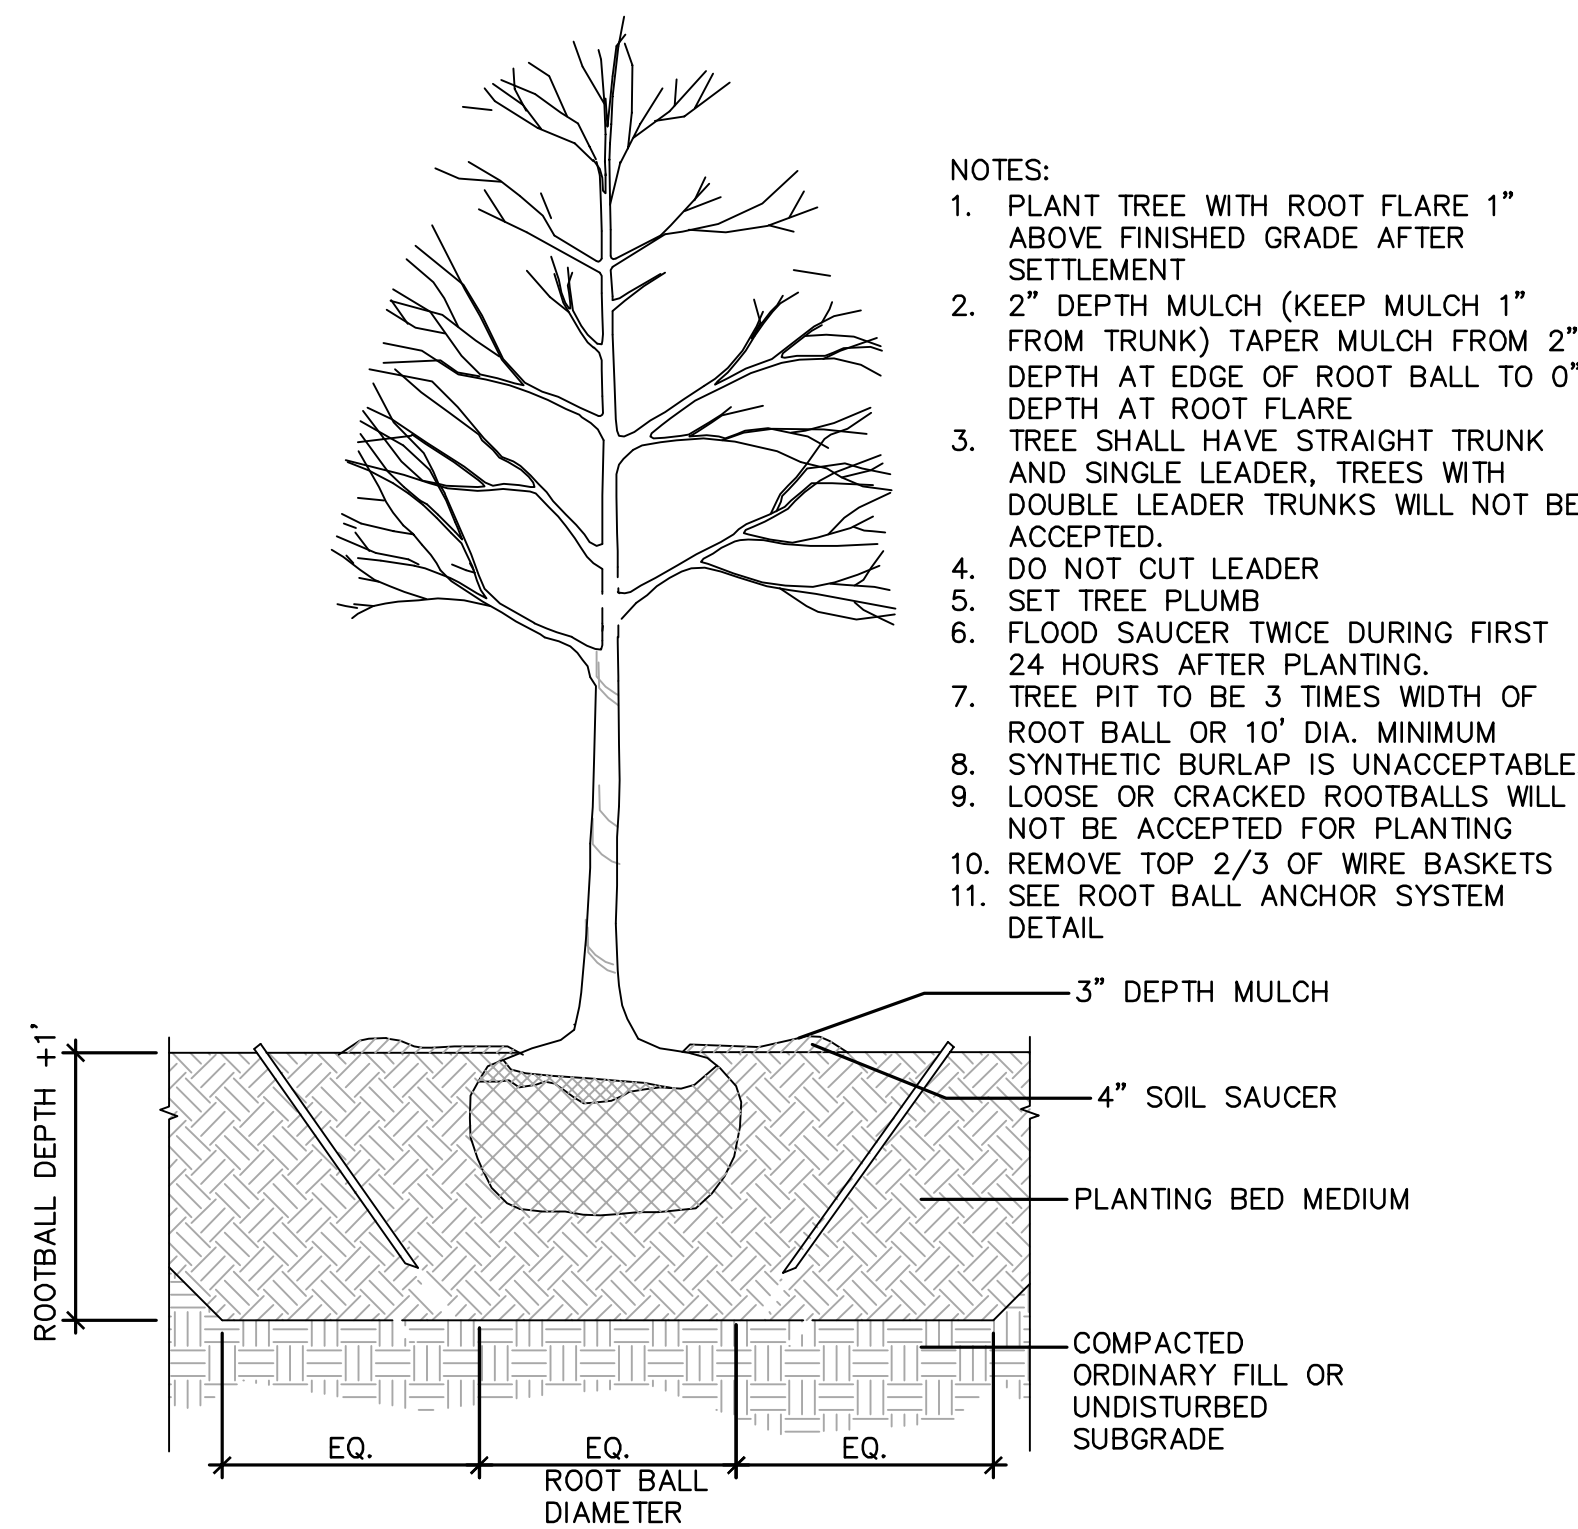 NOTES:
1. PLANT TREE WITH ROOT FLARE 1"
ABOVE FINISHED GRADE AFTER
SETTLEMENT
2. 2" DEPTH MULCH (KEEP MULCH 1"
FROM TRUNK) TAPER MULCH FROM 2"
DEPTH AT EDGE OF ROOT BALL TO 0"
DEPTH AT ROOT FLARE
3. TREE SHALL HAVE STRAIGHT TRUNK
AND SINGLE LEADER, TREES WITH
DOUBLE LEADER TRUNKS WILL NOT BE
ACCEPTED.
4. DO NOT CUT LEADER
5. SET TREE PLUMB
6. FLOOD SAUCER TWICE DURING FIRST
24 HOURS AFTER PLANTING.
7. TREE PIT TO BE 3 TIMES WIDTH OF
ROOT BALL OR 10' DIA. MINIMUM
8. SYNTHETIC BURLAP IS UNACCEPTABLE
9. LOOSE OR CRACKED ROOTBALLS WILL
NOT BE ACCEPTED FOR PLANTING
10. REMOVE TOP 2/3 OF WIRE BASKETS
11. SEE ROOT BALL ANCHOR SYSTEM
DETAIL
3" DEPTH MULCH
4" SOIL SAUCER
PLANTING BED MEDIUM
COMPACTED
ORDINARY FILL OR
UNDISTURBED
SUBGRADE
ROOTBALL DEPTH +1'
EQ.
EQ.
EQ.
ROOT BALL
DIAMETER